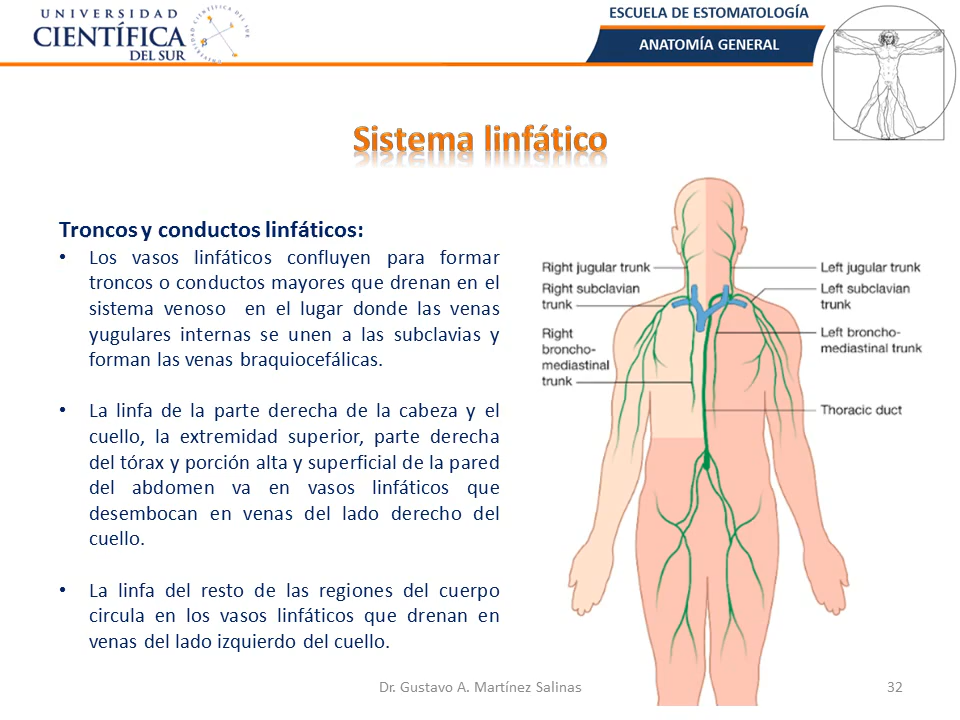 UNIVERSIDAD
CIENTÍFICA
DEL SUR
ESCUELA DE ESTOMATOLOGÍA
ANATOMÍA GENERAL
Sistema linfático
Troncos y conductos linfáticos:
• Los vasos linfáticos confluyen para formar
troncos o conductos mayores que drenan en el
sistema venoso en el lugar donde las venas
yugulares internas se unen a las subclavias y
forman las venas braquiocefálicas.
• La linfa de la parte derecha de la cabeza y el
cuello, la extremidad superior, parte derecha
del tórax y porción alta y superficial de la pared
del abdomen va en vasos linfáticos que
desembocan en venas del lado derecho del
cuello.
• La linfa del resto de las regiones del cuerpo
circula en los vasos linfáticos que drenan en
venas del lado izquierdo del cuello.
Right jugular trunk
Right subclavian
trunk
Right
broncho-
mediastinal
trunk
Left jugular trunk
Left subclavian
trunk
Left broncho-
mediastinal trunk
Thoracic duct
Dr. Gustavo A. Martínez Salinas
32